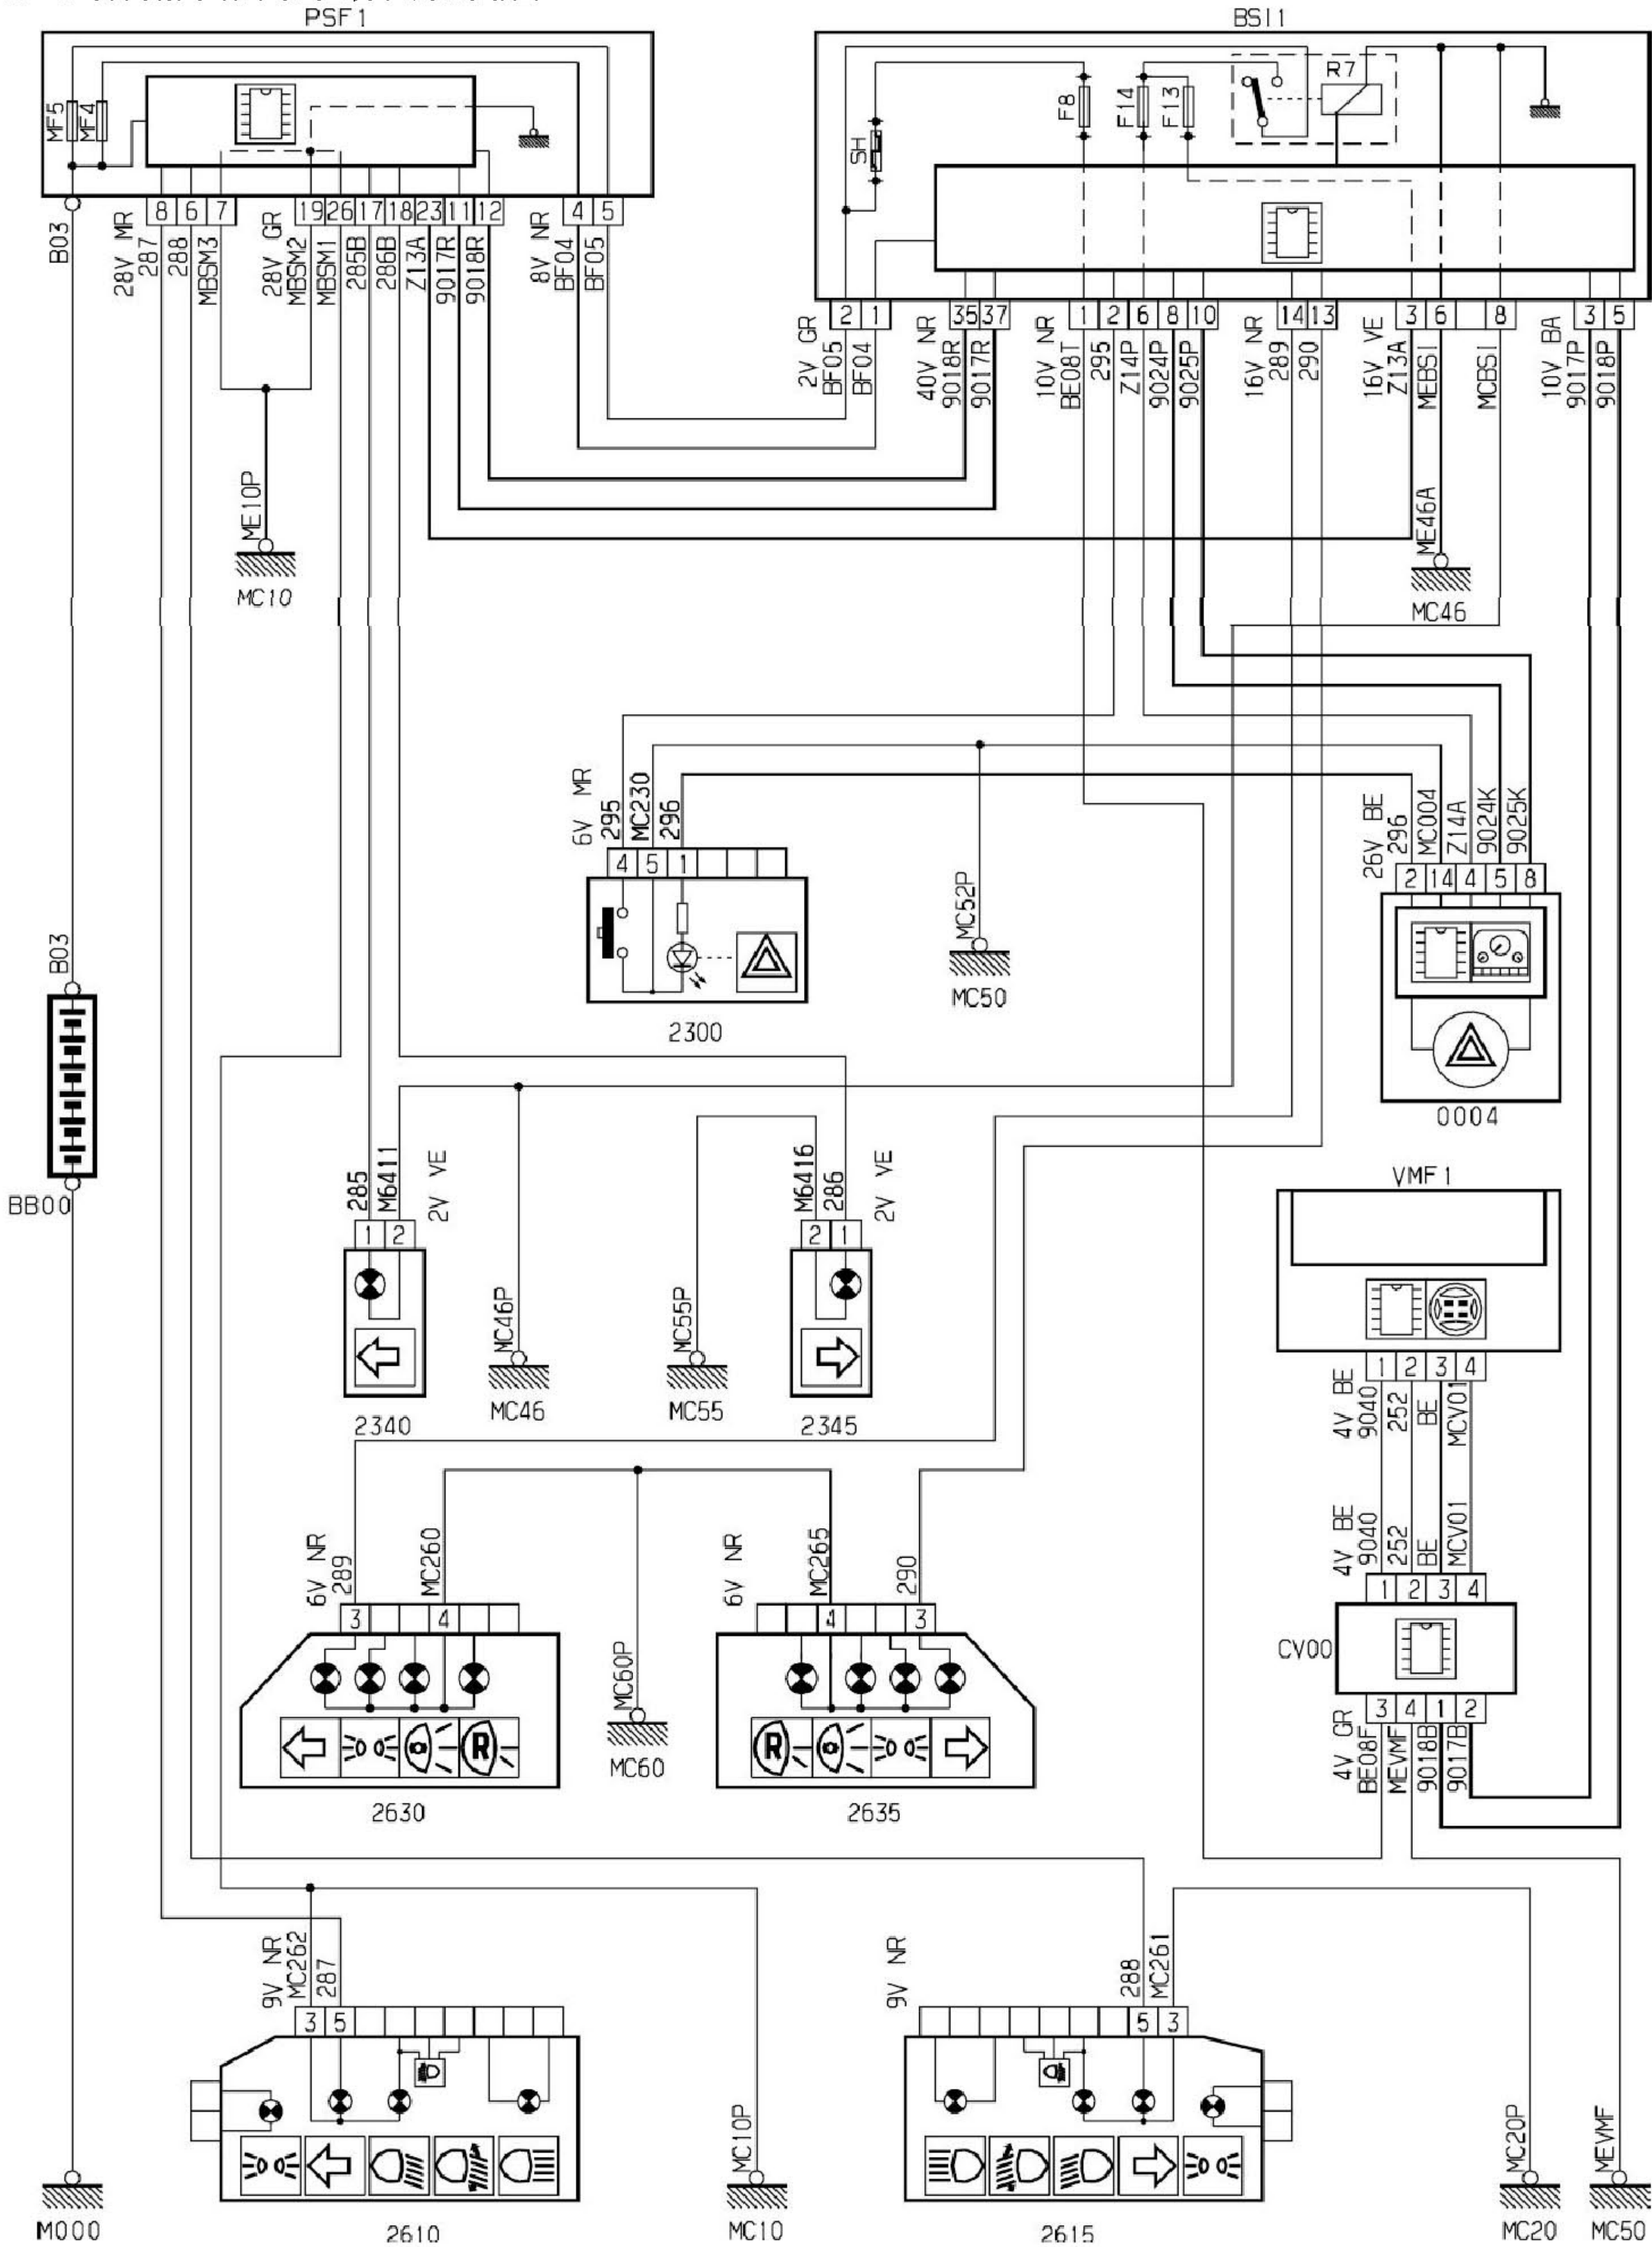 PSF1
BSI1
MF5
MF4
SH
F8
F14
F13
R7
8 6 7
19 26 17 18 23 11 12
4 5
B03
28V MR
287
288
MBSM3
28V GR
MBSM2
MBSM1
285B
286B
Z13A
9017R
9018R
8V NR
BF04
BF05
2 1
35 37
1 2 6 8 10
14 13
3 6 8
3 5
2V GR
BF05
BF04
40V NR
9018R
9017R
10V NR
BE08T
295
Z14P
9024P
9025P
16V NR
289
290
16V VE
Z13A
MEBSI
MCBSI
10V BA
9017P
9018P
ME10P
MC10
ME46A
MC46
6V MR
295
MC230
296
4 5 1
2300
MC52P
MC50
26V BE
296
MC004
Z14A
9024K
9025K
2 14 4 5 8
0004
B03
BB00
285
M6411
2V VE
1 2
2340
MC46P
MC46
MC55P
MC55
M6416
286
2V VE
2 1
2345
VMF1
1 2 3 4
4V BE
9040
252
BE
MCV01
4V BE
9040
252
BE
MCV01
1 2 3 4
CV00
3 4 1 2
4V GR
BE08F
MEVMF
9018B
9017B
6V NR
289
MC260
3 4
R
2630
MC60P
MC60
6V NR
MC265
290
4 3
R
2635
9V NR
MC262
287
3 5
2610
MC10P
MC10
9V NR
288
MC261
5 3
2615
MC20P
MC20
MEVMF
MC50
M000